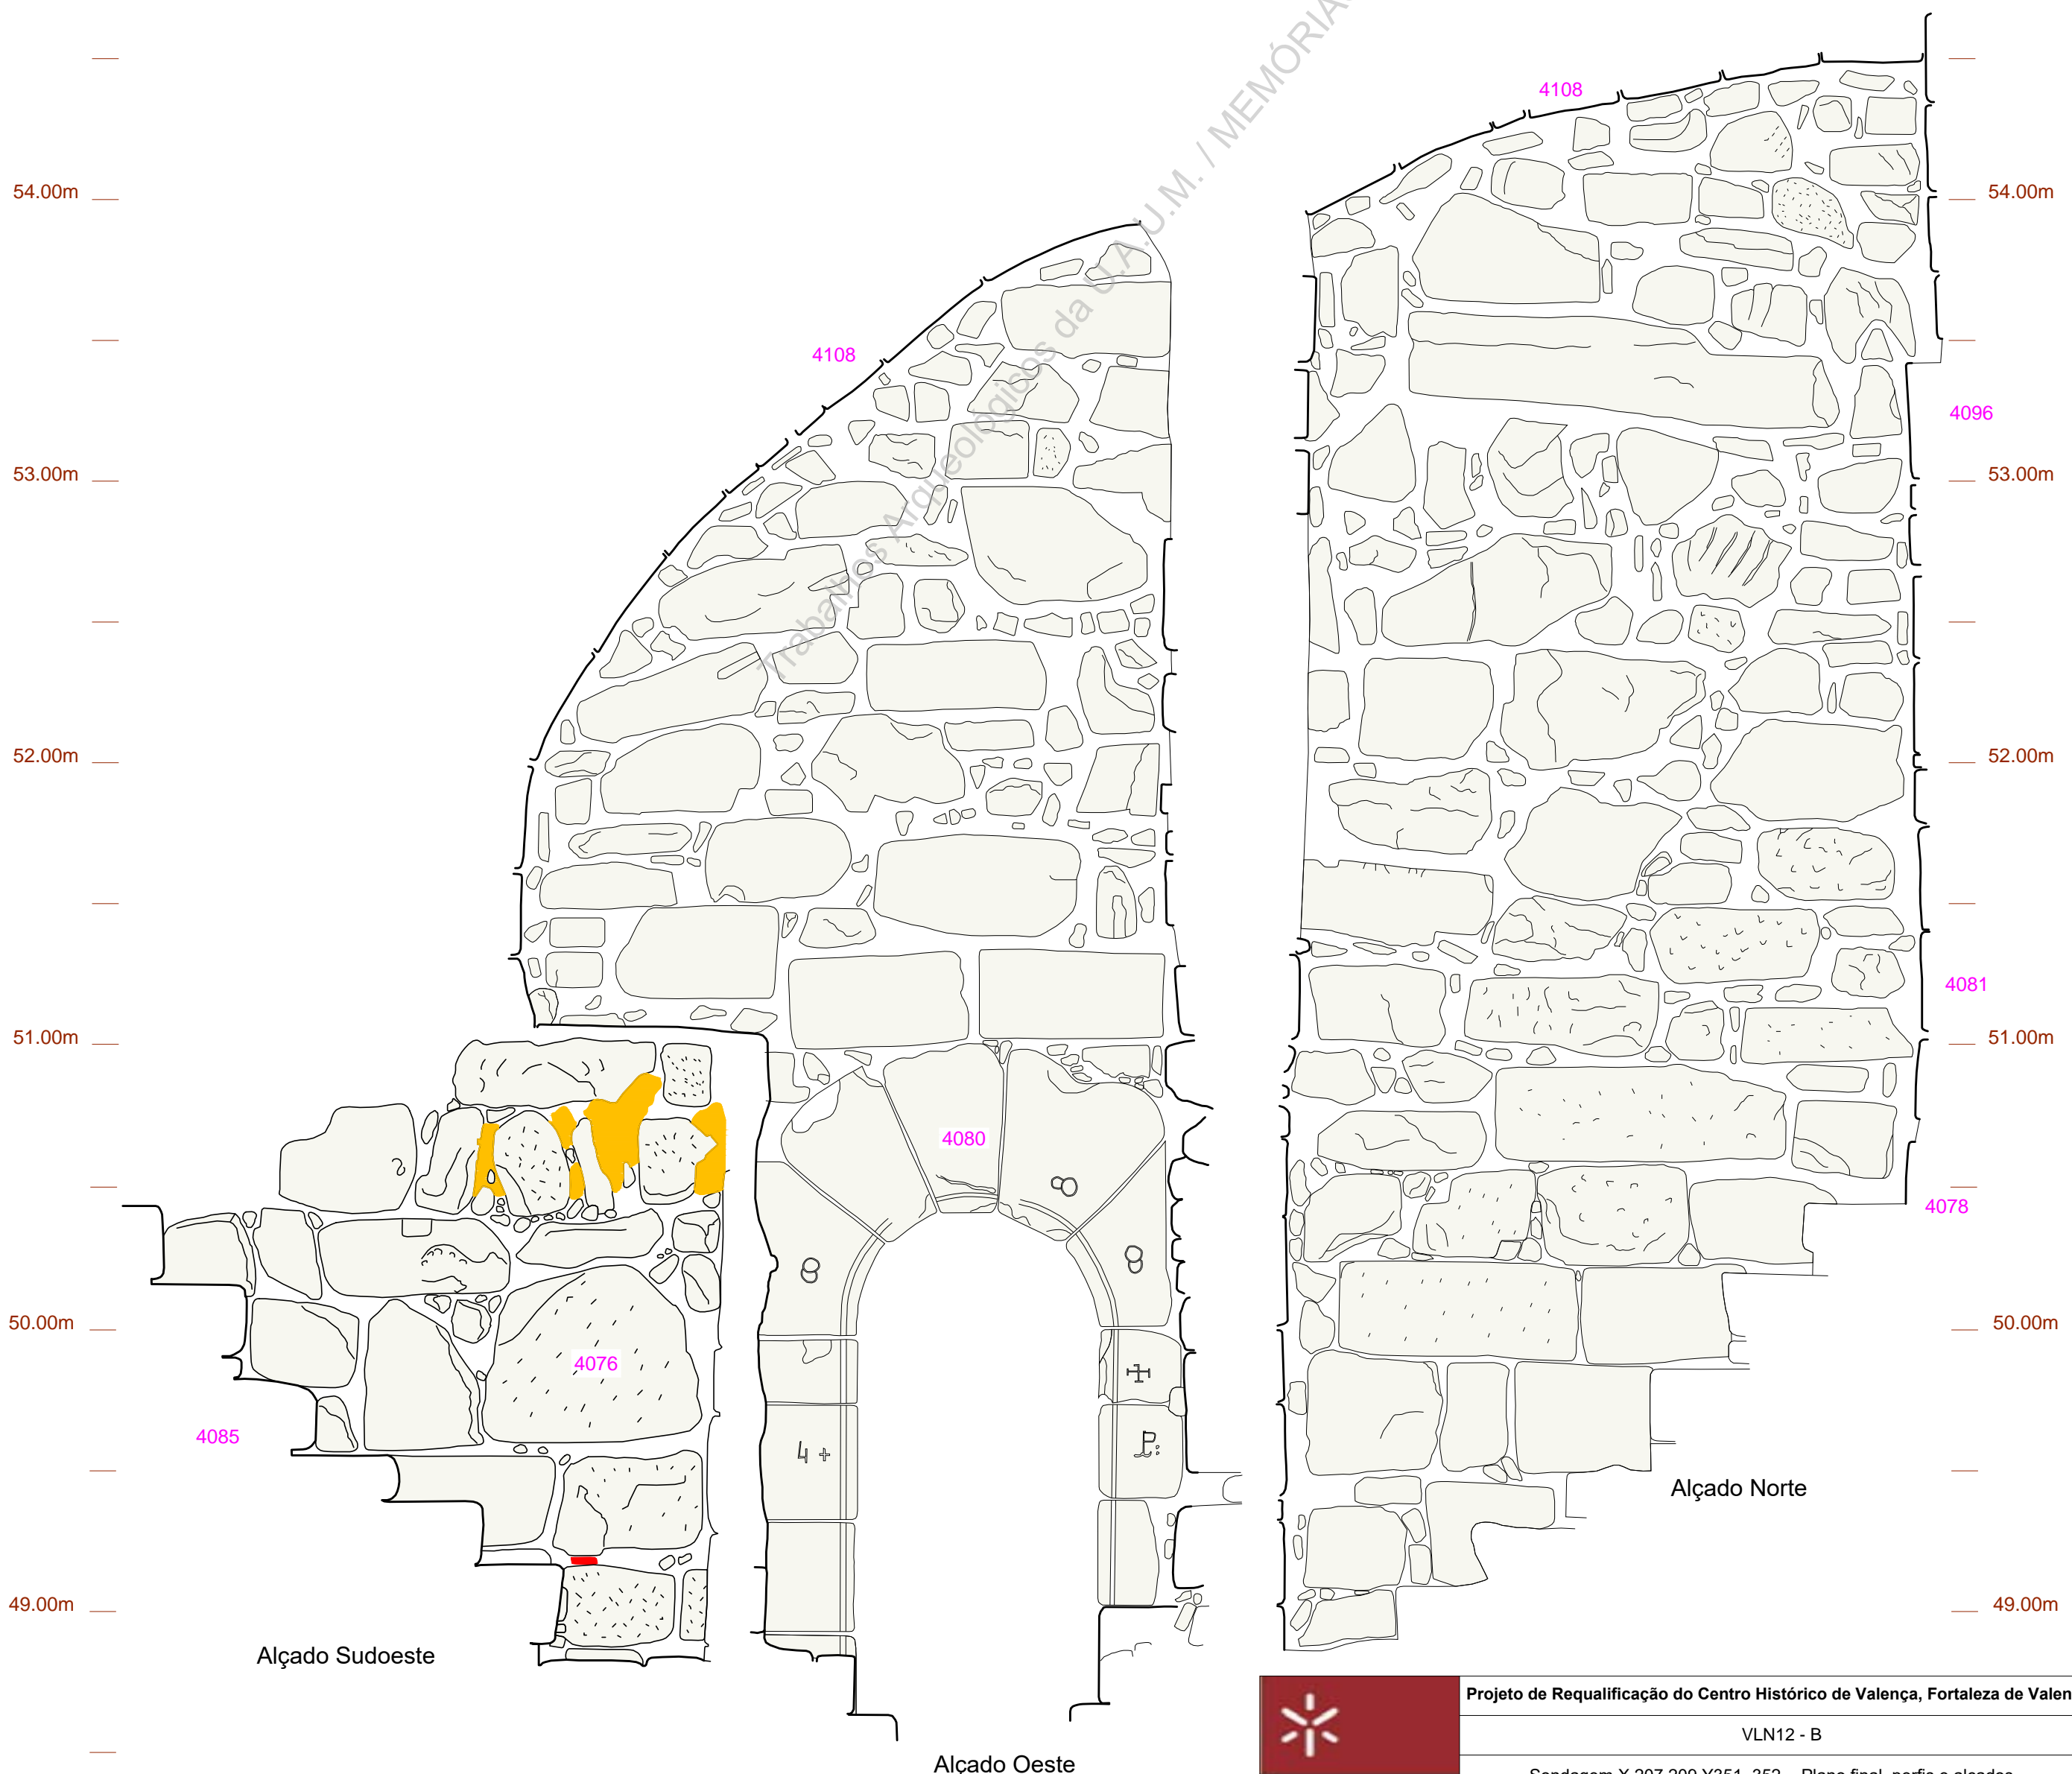 54.00m
53.00m
52.00m
51.00m
50.00m
49.00m
4108
4108
4096
4081
4078
4080
4076
4085
4 +
P:
54.00m
53.00m
52.00m
51.00m
50.00m
49.00m
Trabalhos Arqueológicos da U.A.U.M. / MEMÓRIAS
Alçado Sudoeste
Alçado Oeste
Alçado Norte
Projeto de Requalificação do Centro Histórico de Valença, Fortaleza de Valen
VLN12 - B